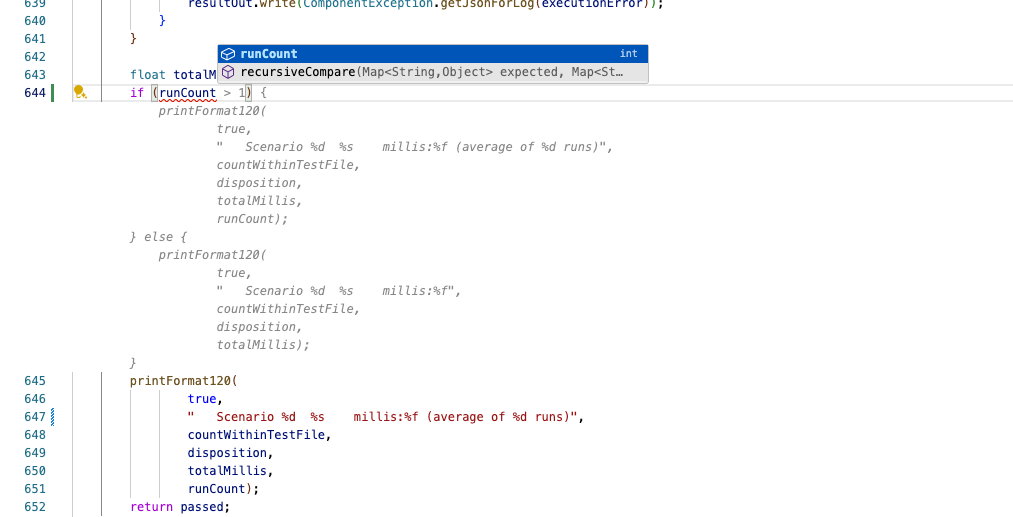 639 resultOut.write(ComponentException.getJsonForLog(executionError));
640 }
641 }
642
643 float totalM
runCount int
recursiveCompare(Map<String,Object> expected, Map<St…
644 if (runCount > 1) {
printFormat120(
true,
"   Scenario %d  %s    millis:%f (average of %d runs)",
countWithinTestFile,
disposition,
totalMillis,
runCount);
} else {
printFormat120(
true,
"   Scenario %d  %s    millis:%f",
countWithinTestFile,
disposition,
totalMillis);
}
645 printFormat120(
646 true,
647 "   Scenario %d  %s    millis:%f (average of %d runs)",
648 countWithinTestFile,
649 disposition,
650 totalMillis,
651 runCount);
652 return passed;